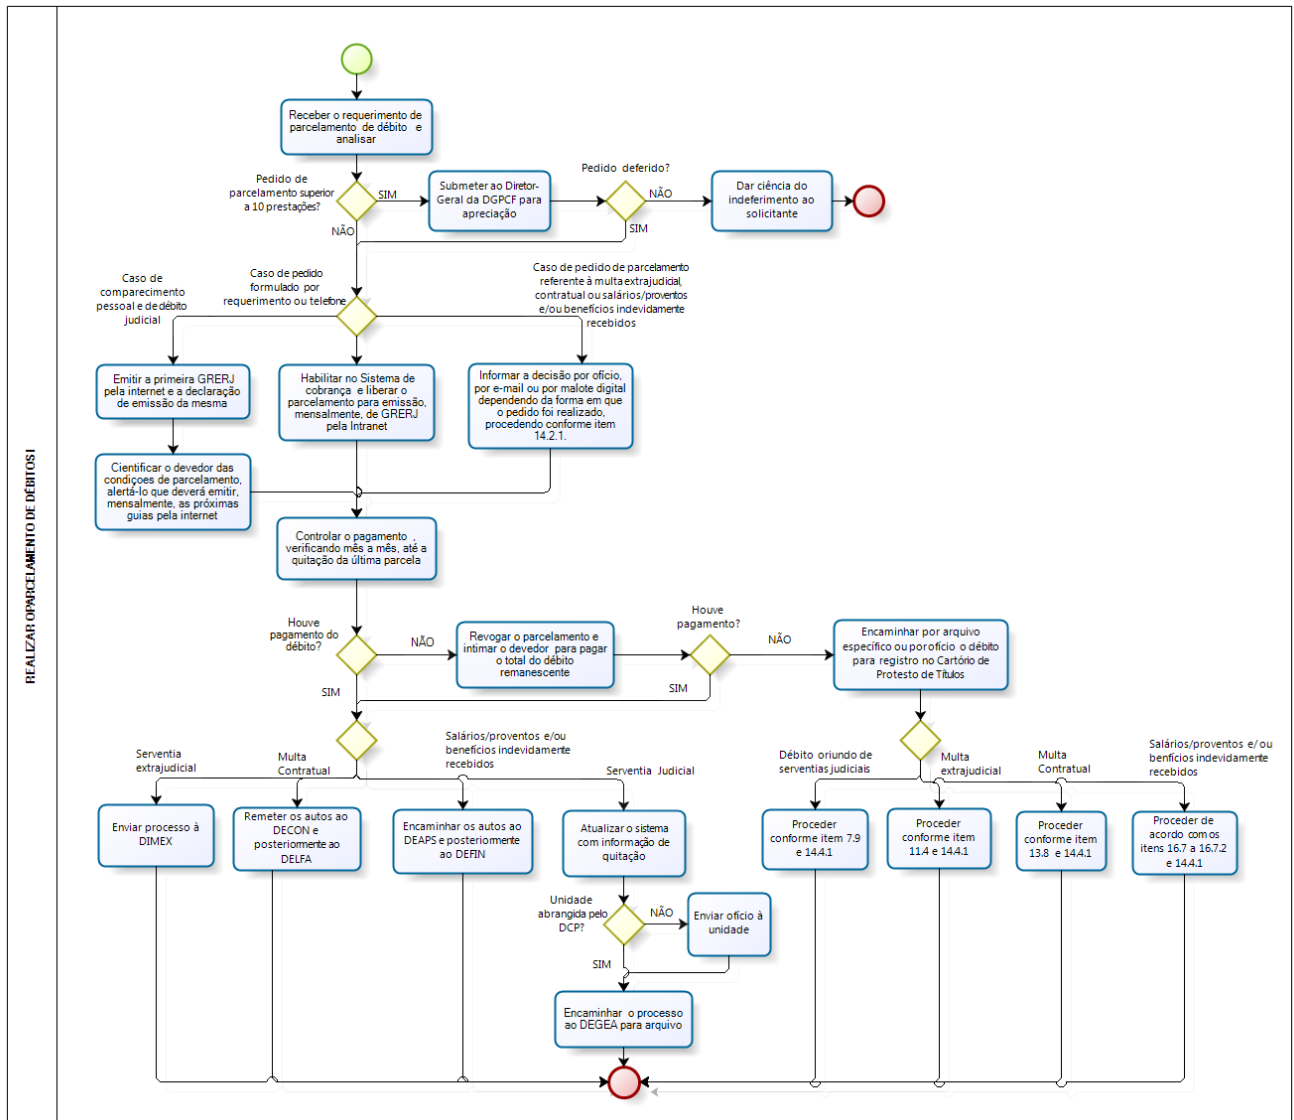 REALIZAR O PARCELAMENTO DE DÉBITOS I
Receber o requerimento de
parcelamento de débito e
analisar
Pedido de
parcelamento superior
a 10 prestações?
SIM
NÃO
Submeter ao Diretor-
Geral da DGPCF para
apreciação
Pedido deferido?
NÃO
SIM
Dar ciência do
indeferimento ao
solicitante
Caso de
comparecimento
pessoal e de débito
judicial
Caso de pedido
formulado por
requerimento ou telefone
Caso de pedido de parcelamento
referente à multa extrajudicial,
contratual ou salários/proventos
e/ou benefícios indevidamente
recebidos
Emitir a primeira GRERJ
pela internet e a declaração
de emissão da mesma
Habilitar no Sistema de
cobrança e liberar o
parcelamento para emissão,
mensalmente, de GRERJ
pela Intranet
Informar a decisão por ofício,
por e-mail ou por malote digital
dependendo da forma em que
o pedido foi realizado,
procedendo conforme item
14.2.1.
Cientificar o devedor das
condiçoes de parcelamento,
alertá-lo que deverá emitir,
mensalmente, as próximas
guias pela internet
Controlar o pagamento ,
verificando mês a mês, até a
quitação da última parcela
Houve
pagamento do
débito?
NÃO
SIM
Revogar o parcelamento e
intimar o devedor para pagar
o total do débito
remanescente
Houve
pagamento?
NÃO
SIM
Encaminhar por arquivo
específico ou por ofício o débito
para registro no Cartório de
Protesto de Títulos
Serventia
extrajudicial
Multa
Contratual
Salários/proventos e/ou
benefícios indevidamente
recebidos
Serventia Judicial
Débito oriundo de
serventias judiciais
Multa
extrajudicial
Multa
Contratual
Salários/proventos e/ ou
benfícios indevidamente
recebidos
Enviar processo à
DIMEX
Remeter os autos ao
DECON e
posteriormente ao
DELFA
Encaminhar os autos ao
DEAPS e posteriomente
ao DEFIN
Atualizar o sistema
com informação de
quitação
Proceder
conforme item 7.9
e 14.4.1
Proceder
conforme item
11.4 e 14.4.1
Proceder
conforme item
13.8 e 14.4.1
Proceder de
acordo com os
itens 16.7 a 16.7.2
e 14.4.1
Unidade
abrangida pelo
DCP?
NÃO
SIM
Enviar ofício à
unidade
Encaminhar o processo
ao DEGEA para arquivo